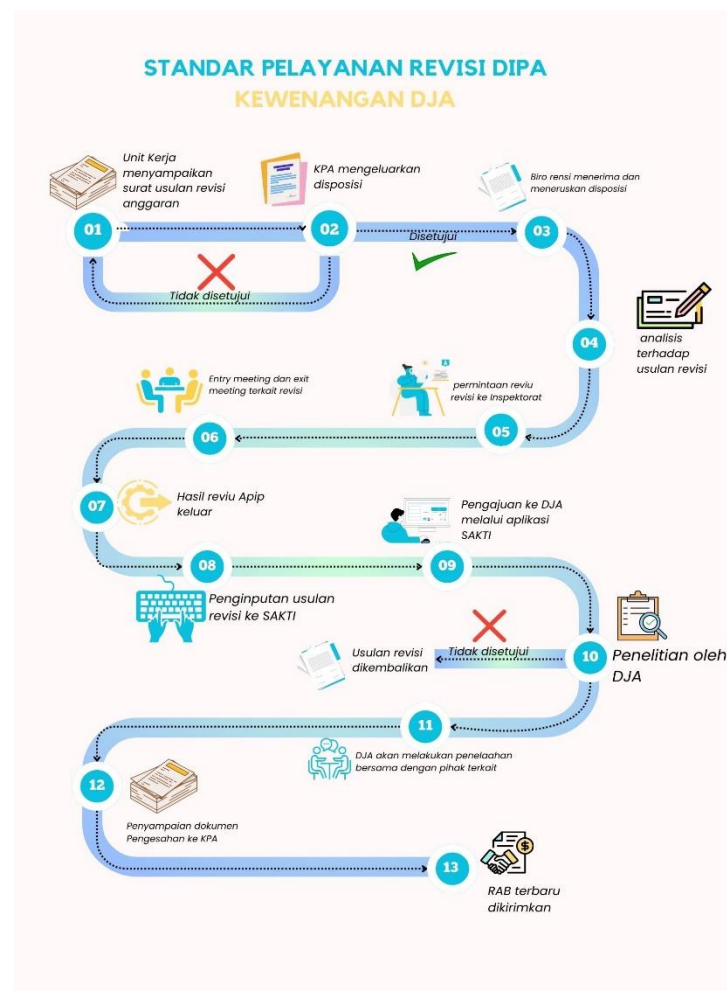 STANDAR PELAYANAN REVISI DIPA
KEWENANGAN DJA
Unit Kerja
menyampaikan
surat usulan revisi
anggaran
01
KPA mengeluarkan
disposisi
02
Disetujui
Tidak disetujui
Biro rensi menerima dan
meneruskan disposisi
03
04
analisis
terhadap
usulan revisi
permintaan reviu
revisi ke Inspektorat
05
Entry meeting dan exit
meeting terkait revisi
06
07
Hasil reviu Apip
keluar
08
Penginputan usulan
revisi ke SAKTI
Pengajuan ke DJA
melalui aplikasi
SAKTI
09
10
Penelitian oleh
DJA
Tidak disetujui
Usulan revisi
dikembalikan
11
DJA akan melakukan penelaahan
bersama dengan pihak terkait
12
Penyampaian dokumen
Pengesahan ke KPA
13
RAB terbaru
dikirimkan